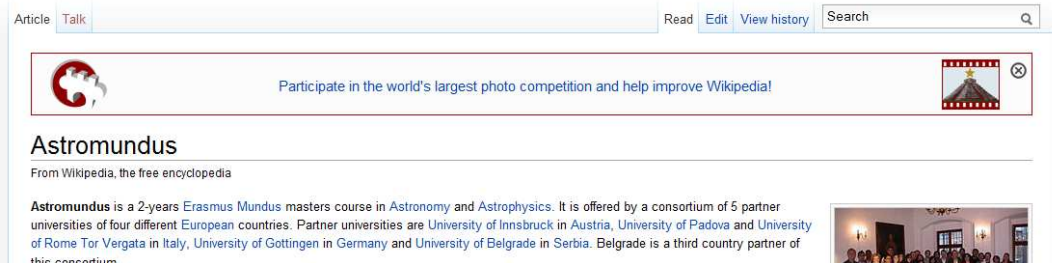 Article Talk Read Edit View history Search
Participate in the world's largest photo competition and help improve Wikipedia!
Astromundus
From Wikipedia, the free encyclopedia
Astromundus is a 2-years Erasmus Mundus masters course in Astronomy and Astrophysics. It is offered by a consortium of 5 partner
universities of four different European countries. Partner universities are University of Innsbruck in Austria, University of Padova and University
of Rome Tor Vergata in Italy, University of Gottingen in Germany and University of Belgrade in Serbia. Belgrade is a third country partner of
this consortium.